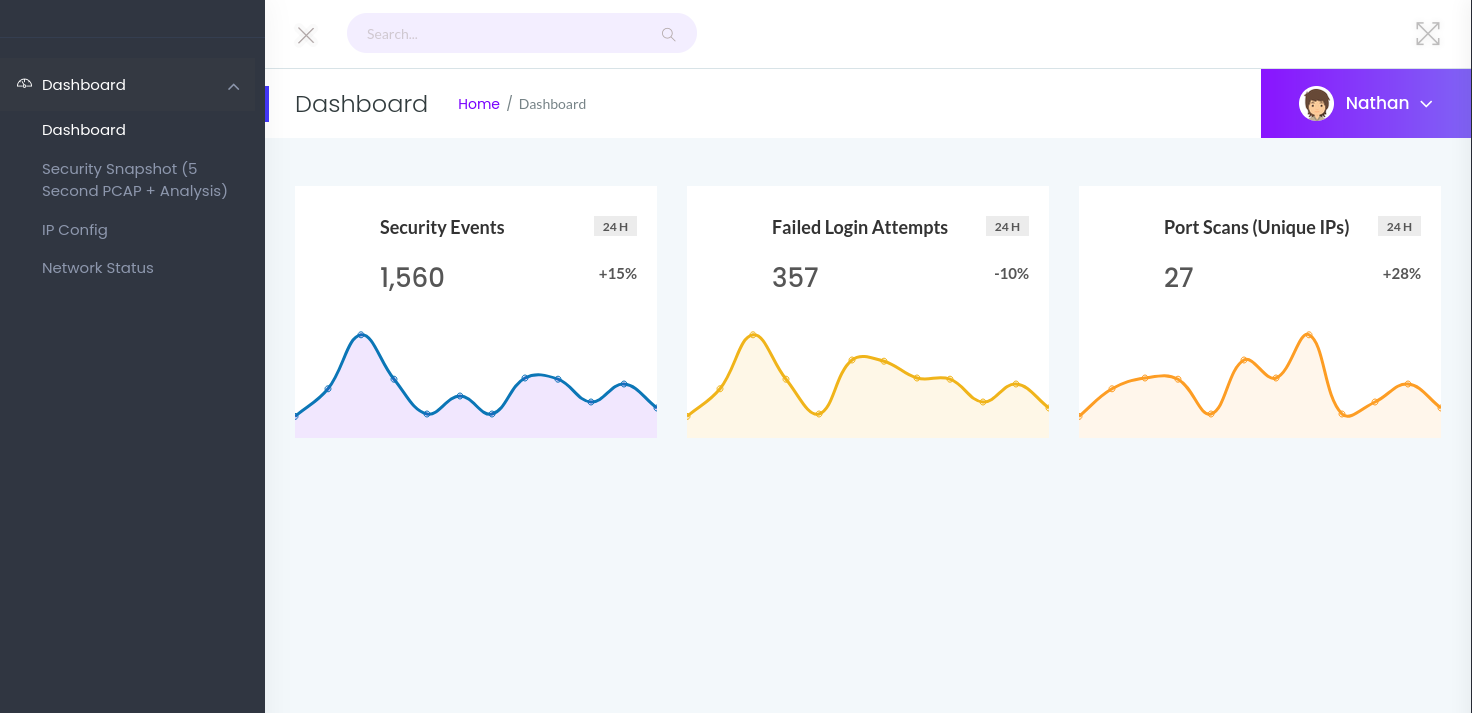 Search...
Dashboard
Dashboard
Security Snapshot (5
Second PCAP + Analysis)
IP Config
Network Status
Dashboard
Home / Dashboard
Nathan
Security Events
24 H
1,560
+15%
Failed Login Attempts
24 H
357
-10%
Port Scans (Unique IPs)
24 H
27
+28%